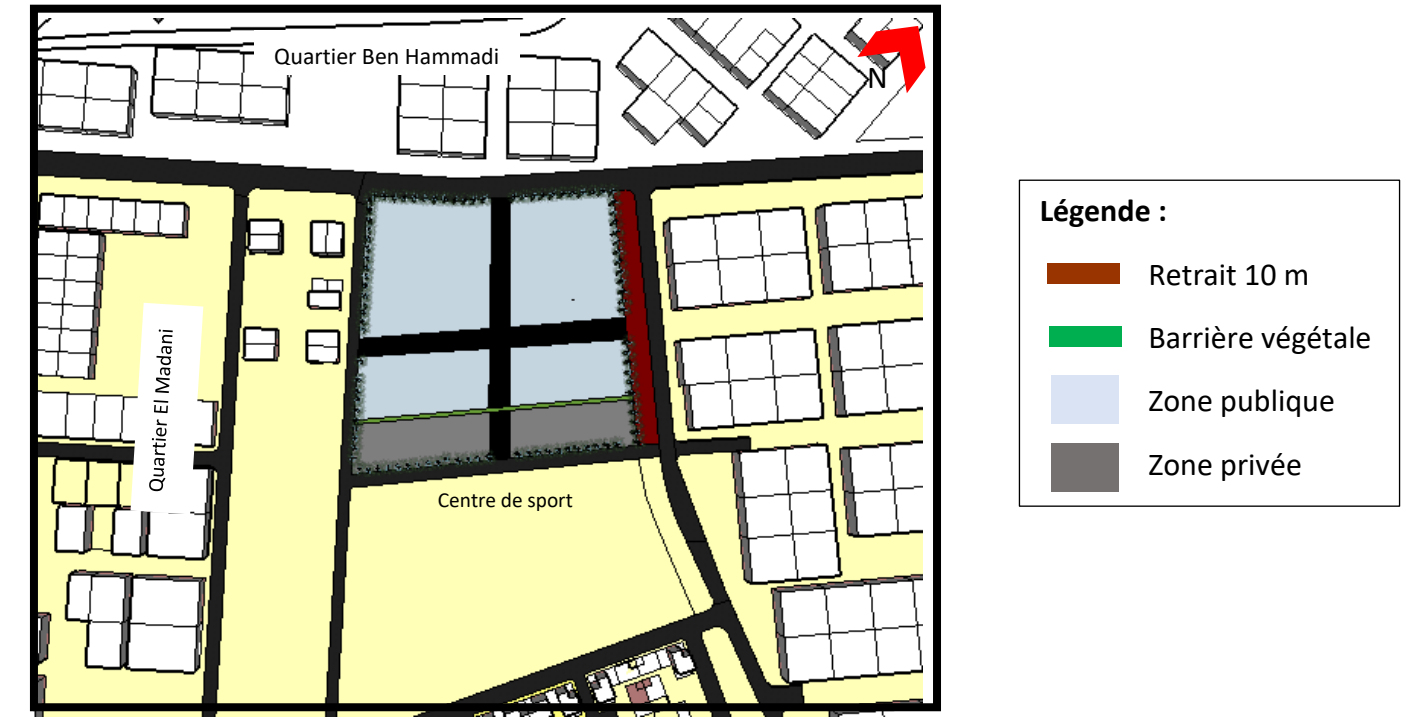 Quartier Ben Hammadi
N
Quartier El Madani
Centre de sport
Légende :
Retrait 10 m
Barrière végétale
Zone publique
Zone privée